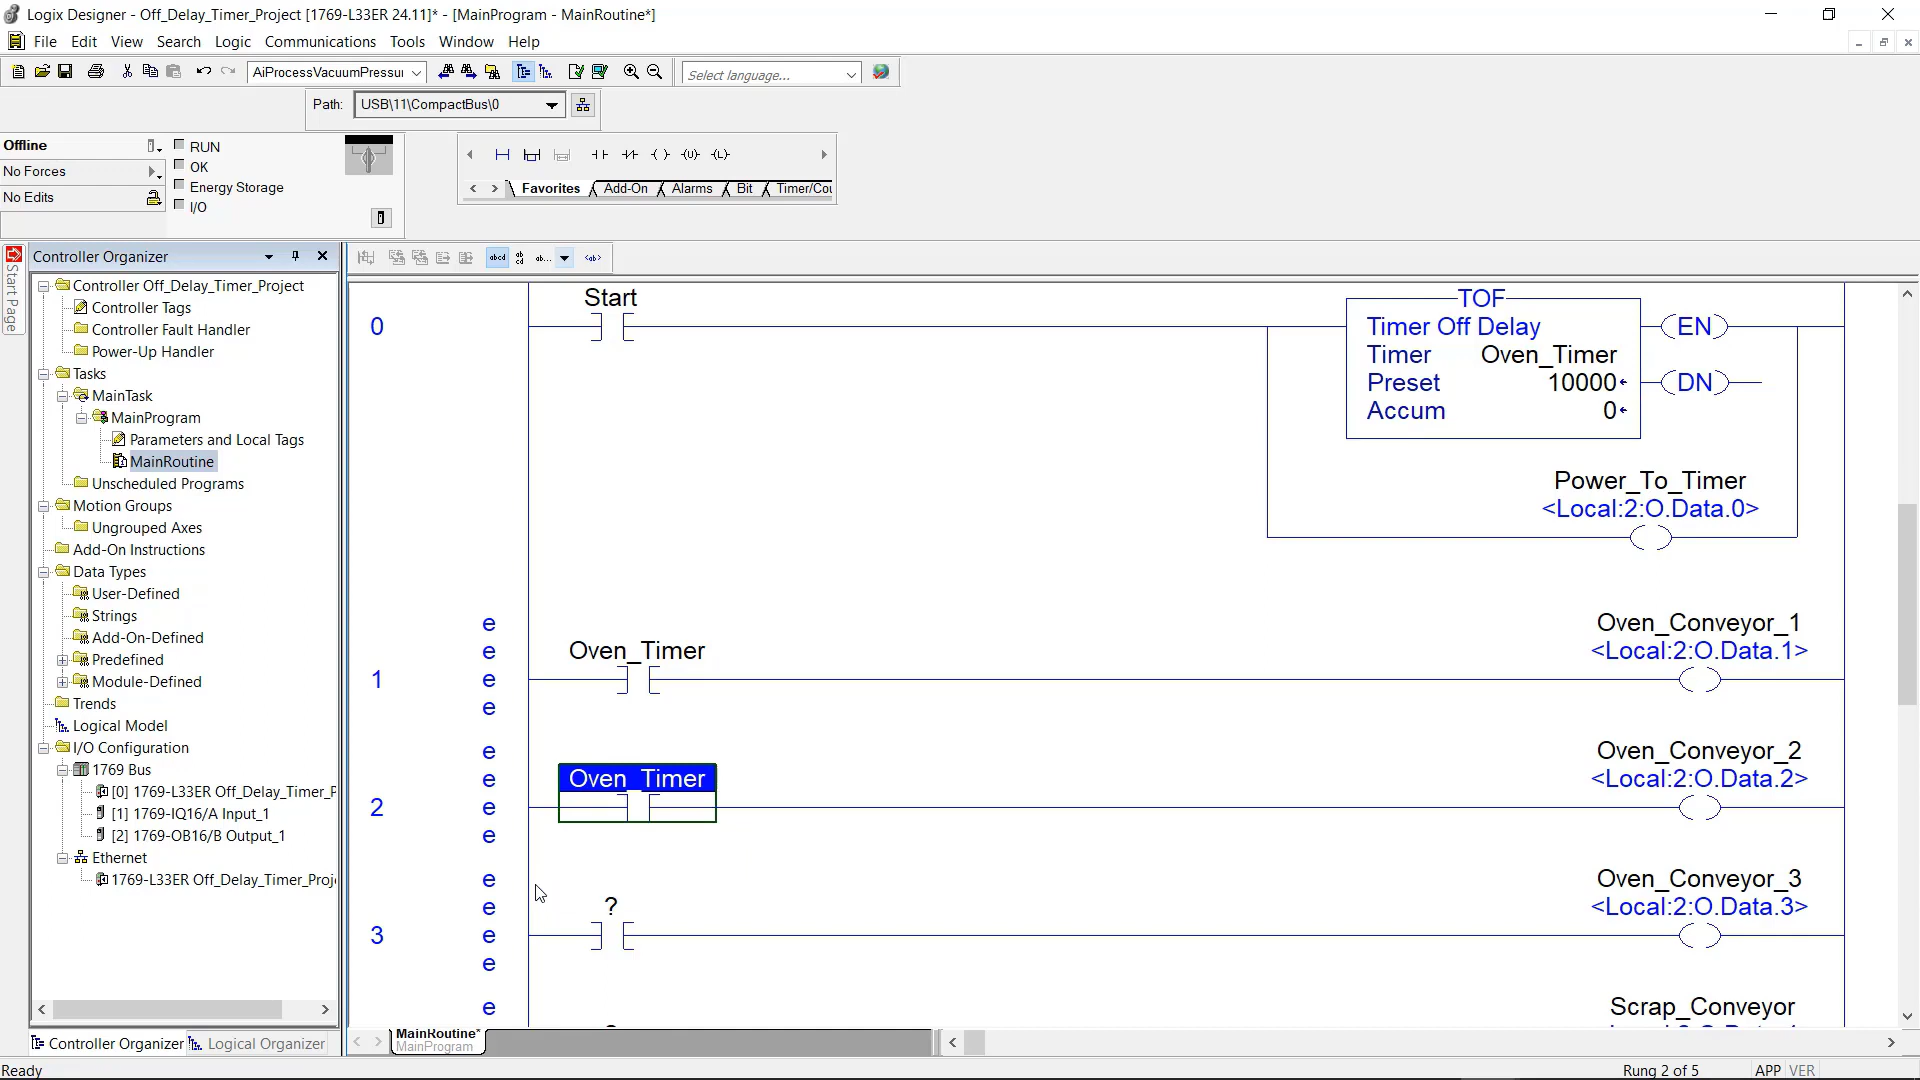 Logix Designer - Off_Delay_Timer_Project [1769-L33ER 24.11]* - [MainProgram - MainRoutine*]
File Edit View Search Logic Communications Tools Window Help
AiProcessVacuumPressu
Select language...
Path: USB\11\CompactBus\0
Offline
No Forces
No Edits
RUN
OK
Energy Storage
I/O
Favorites Add-On Alarms Bit Timer/Cou
Start Page
Controller Organizer
Controller Off_Delay_Timer_Project
Controller Tags
Controller Fault Handler
Power-Up Handler
Tasks
MainTask
MainProgram
Parameters and Local Tags
MainRoutine
Unscheduled Programs
Motion Groups
Ungrouped Axes
Add-On Instructions
Data Types
User-Defined
Strings
Add-On-Defined
Predefined
Module-Defined
Trends
Logical Model
I/O Configuration
1769 Bus
[0] 1769-L33ER Off_Delay_Timer_P
[1] 1769-IQ16/A Input_1
[2] 1769-OB16/B Output_1
Ethernet
1769-L33ER Off_Delay_Timer_Proj
Controller Organizer Logical Organizer
abcd ab cd ab... <ab>
0
Start
TOF
Timer Off Delay
Timer Oven_Timer
Preset 10000
Accum 0
EN
DN
Power_To_Timer
<Local:2:O.Data.0>
1
e
e
e
e
Oven_Timer
Oven_Conveyor_1
<Local:2:O.Data.1>
2
e
e
e
e
Oven_Timer
Oven_Conveyor_2
<Local:2:O.Data.2>
3
e
e
e
e
?
Oven_Conveyor_3
<Local:2:O.Data.3>
e
Scrap_Conveyor
MainRoutine*
MainProgram
Ready
Rung 2 of 5
APP VER